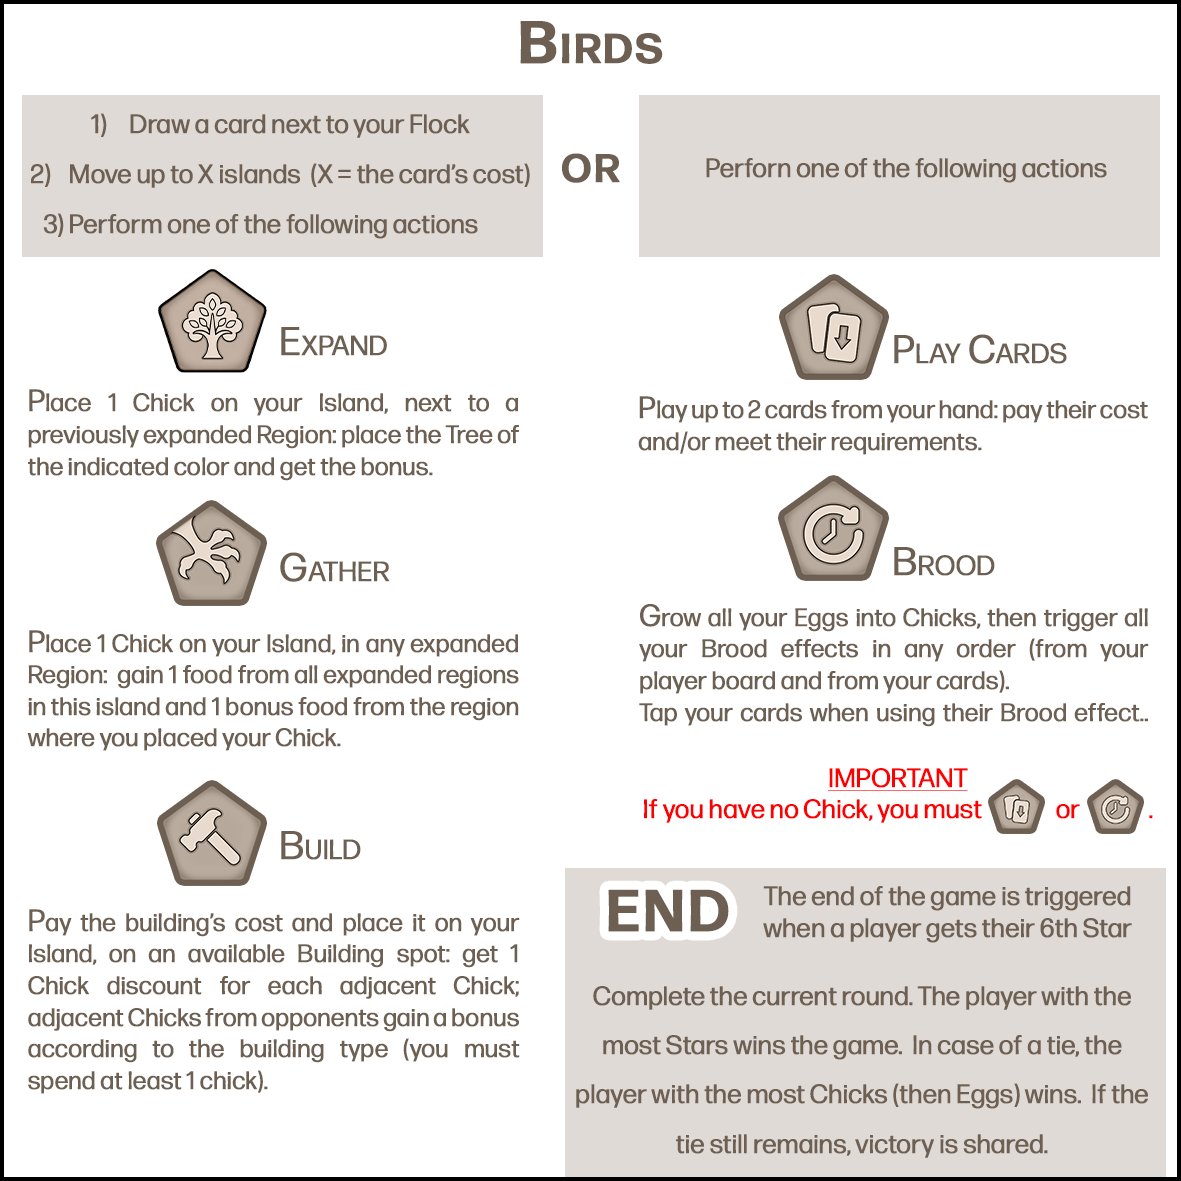 BIRDS
1) Draw a card next to your Flock
2) Move up to X islands (X = the card's cost)
3) Perform one of the following actions
OR
Perforn one of the following actions
EXPAND
Place 1 Chick on your Island, next to a
previously expanded Region: place the Tree of
the indicated color and get the bonus.
GATHER
Place 1 Chick on your Island, in any expanded
Region: gain 1 food from all expanded regions
in this island and 1 bonus food from the region
where you placed your Chick.
BUILD
Pay the building's cost and place it on your
Island, on an available Building spot: get 1
Chick discount for each adjacent Chick;
adjacent Chicks from opponents gain a bonus
according to the building type (you must
spend at least 1 chick).
PLAY CARDS
Play up to 2 cards from your hand: pay their cost
and/or meet their requirements.
BROOD
Grow all your Eggs into Chicks, then trigger all
your Brood effects in any order (from your
player board and from your cards).
Tap your cards when using their Brood effect..
IMPORTANT
If you have no Chick, you must or .
END
The end of the game is triggered
when a player gets their 6th Star
Complete the current round. The player with the
most Stars wins the game. In case of a tie, the
player with the most Chicks (then Eggs) wins. If the
tie still remains, victory is shared.